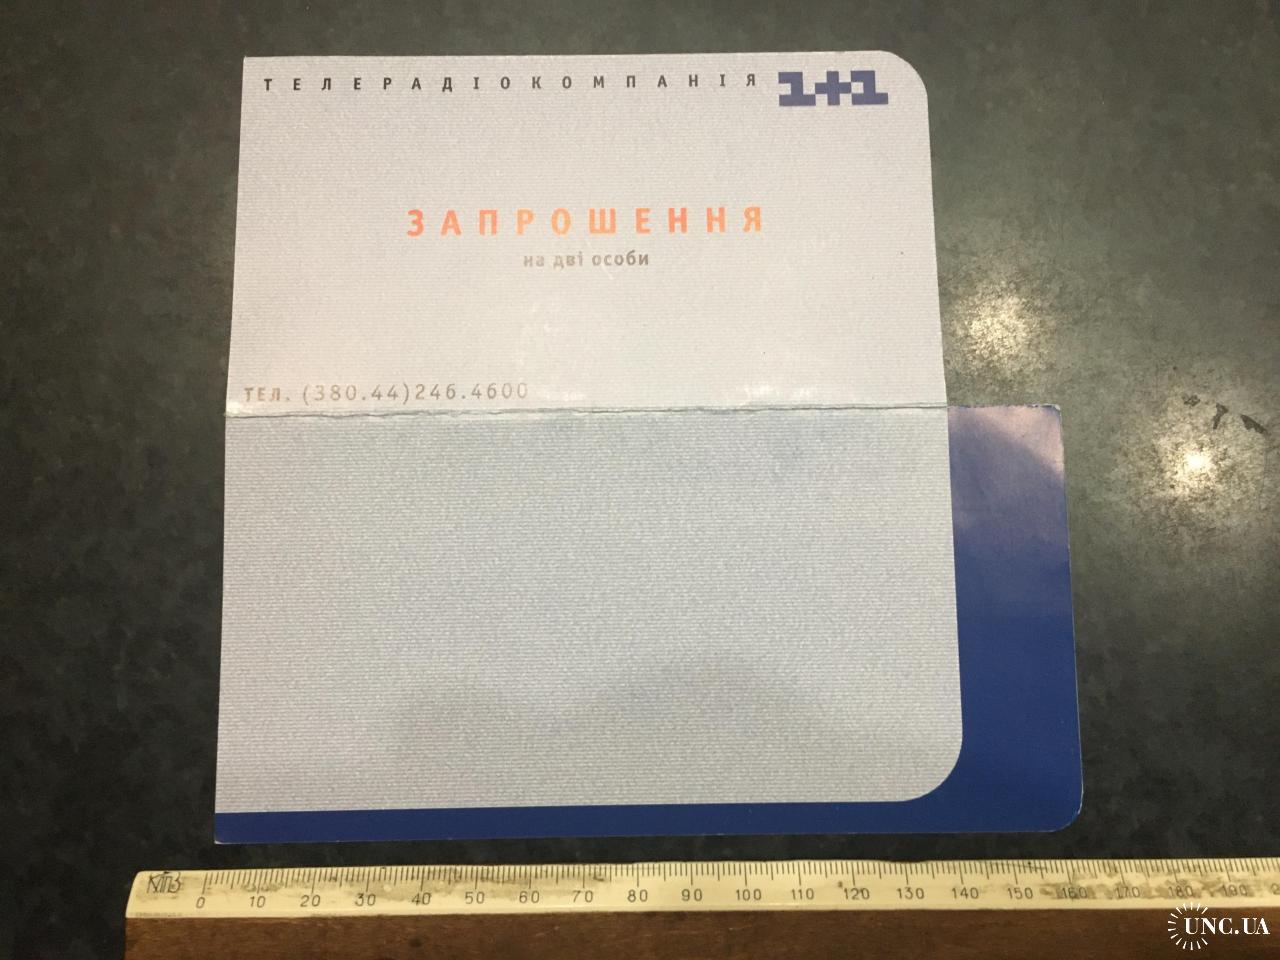 ТЕЛЕРАДІОКОМПАНІЯ 1+1
ЗАПРОШЕННЯ
на дві особи
ТЕЛ. (380.44)246.4600
0 10 20 30 40 50 60 70 80 90 100 110 120 130 140 150 160 170 180 190
UNC.UA